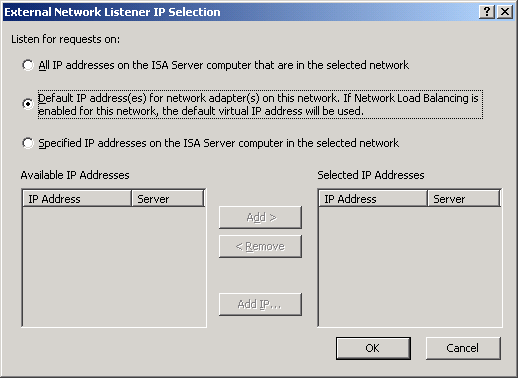 External Network Listener IP Selection
Listen for requests on:
All IP addresses on the ISA Server computer that are in the selected network
Default IP address(es) for network adapter(s) on this network. If Network Load Balancing is
enabled for this network, the default virtual IP address will be used.
Specified IP addresses on the ISA Server computer in the selected network
Available IP Addresses
Selected IP Addresses
IP Address Server
IP Address Server
Add >
< Remove
Add IP...
OK
Cancel